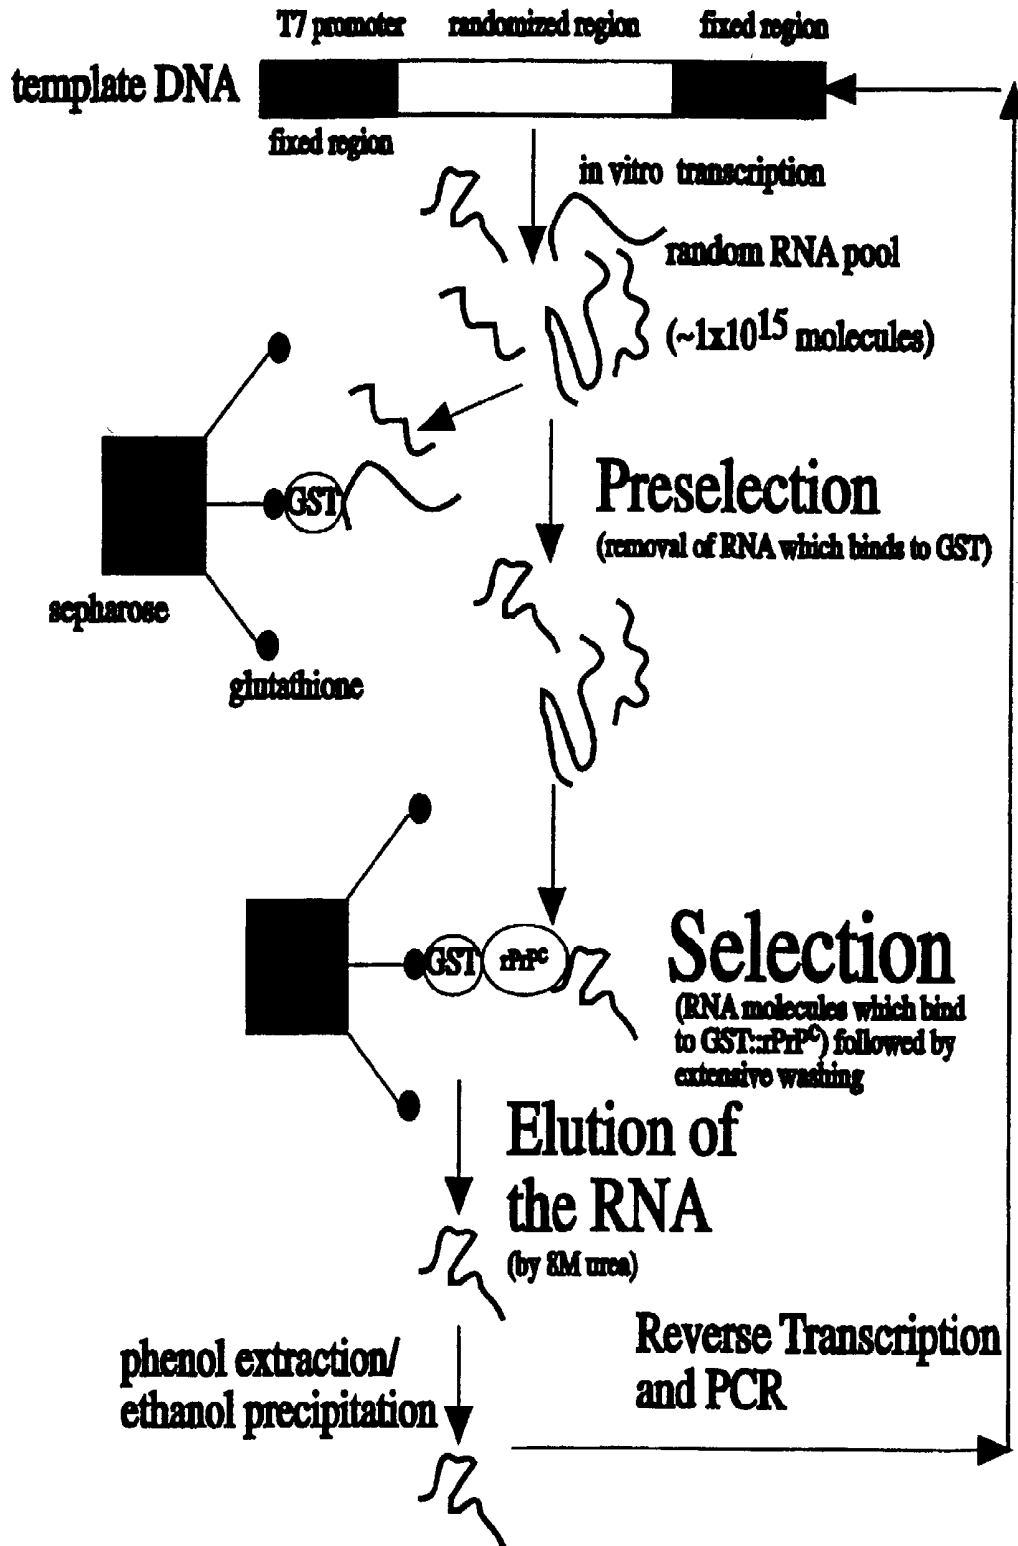 T7 promoter randomized region fixed region
template DNA
fixed region
in vitro transcription
random RNA pool
(~1x10^15 molecules)
GST
Preselection
(removal of RNA which binds to GST)
sepharose
glutathione
GST rPrP^C
Selection
(RNA molecules which bind
to GST::rPrP^C) followed by
extensive washing
Elution of
the RNA
(by 8M urea)
Reverse Transcription
and PCR
phenol extraction/
ethanol precipitation